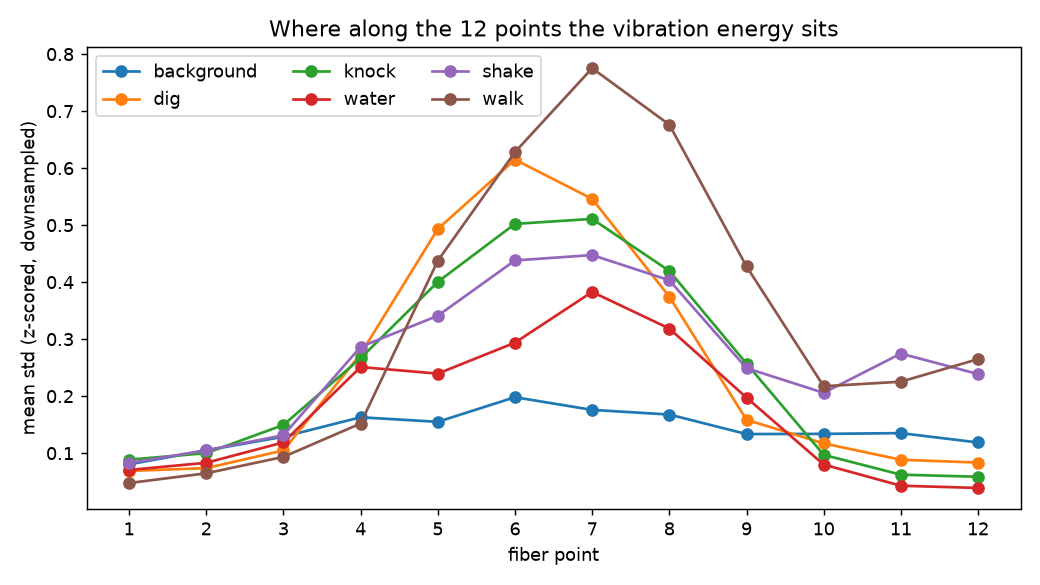 Where along the 12 points the vibration energy sits
background
dig
knock
water
shake
walk
mean std (z-scored, downsampled)
0.8
0.7
0.6
0.5
0.4
0.3
0.2
0.1
1 2 3 4 5 6 7 8 9 10 11 12
fiber point